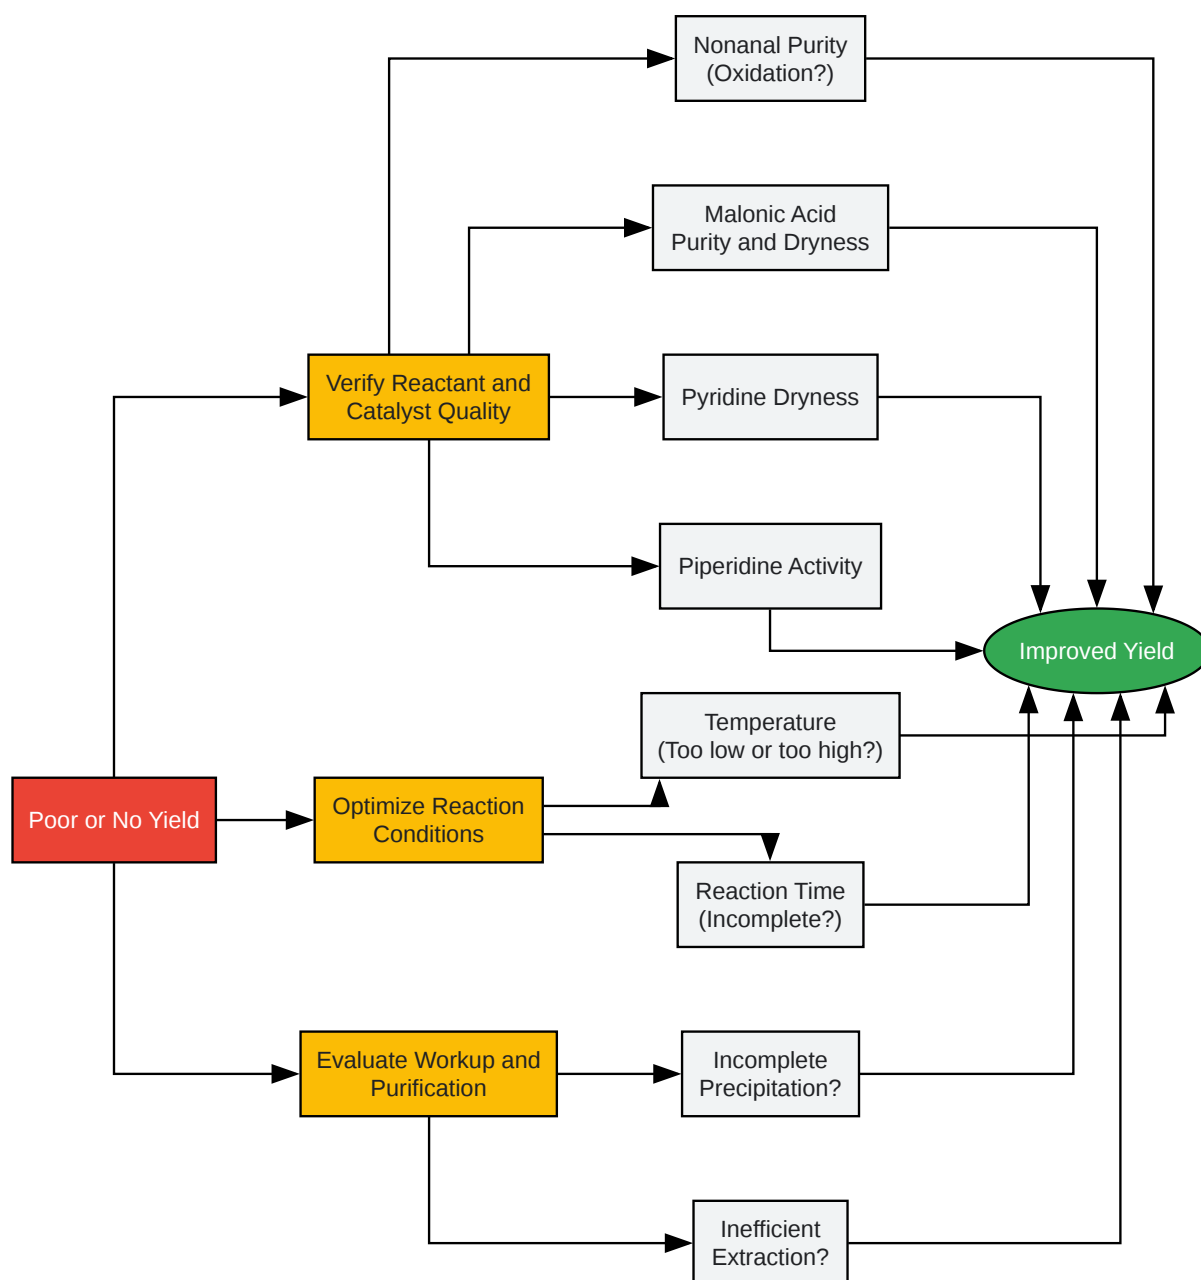 Nonanal Purity
(Oxidation?)
Malonic Acid
Purity and Dryness
Verify Reactant and
Catalyst Quality
Pyridine Dryness
Piperidine Activity
Improved Yield
Temperature
(Too low or too high?)
Poor or No Yield
Optimize Reaction
Conditions
Reaction Time
(Incomplete?)
Evaluate Workup and
Purification
Incomplete
Precipitation?
Inefficient
Extraction?